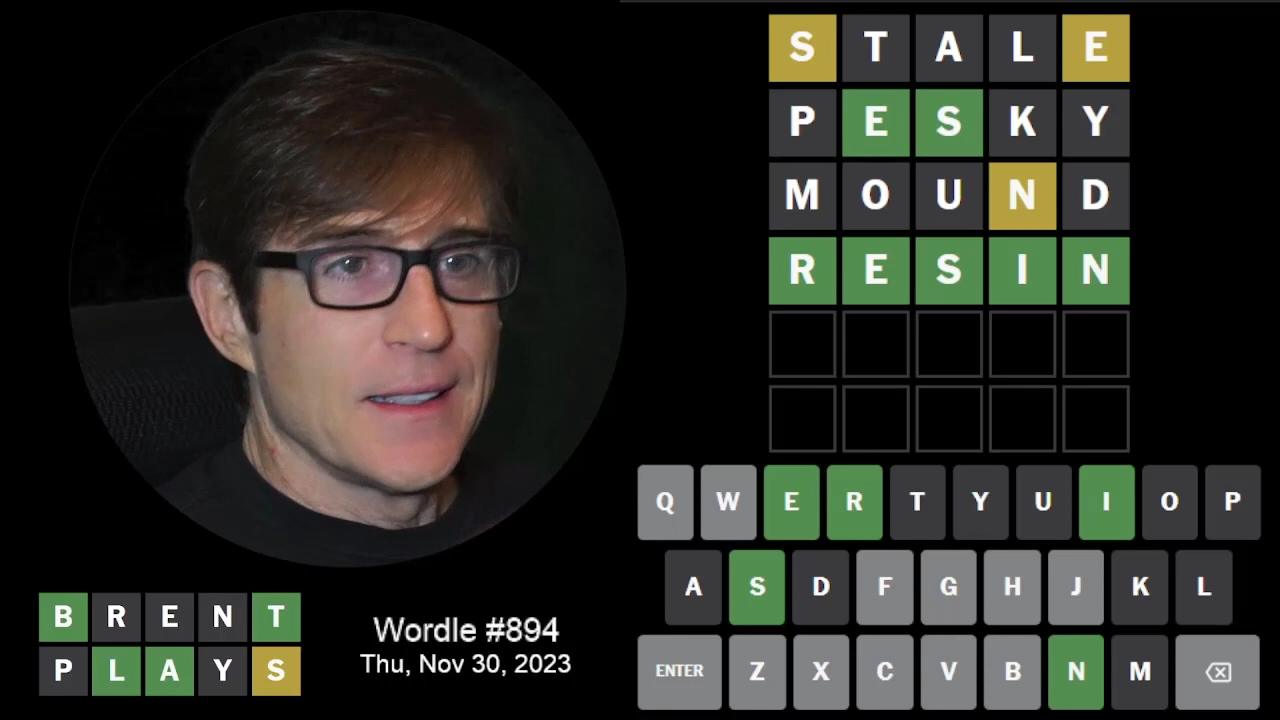 STALE
PESKY
MOUND
RESIN
QWERTYUIOP
ASDFGHJKL
ENTER ZXCVBNM
BRENT
PLAYS
Wordle #894
Thu, Nov 30, 2023